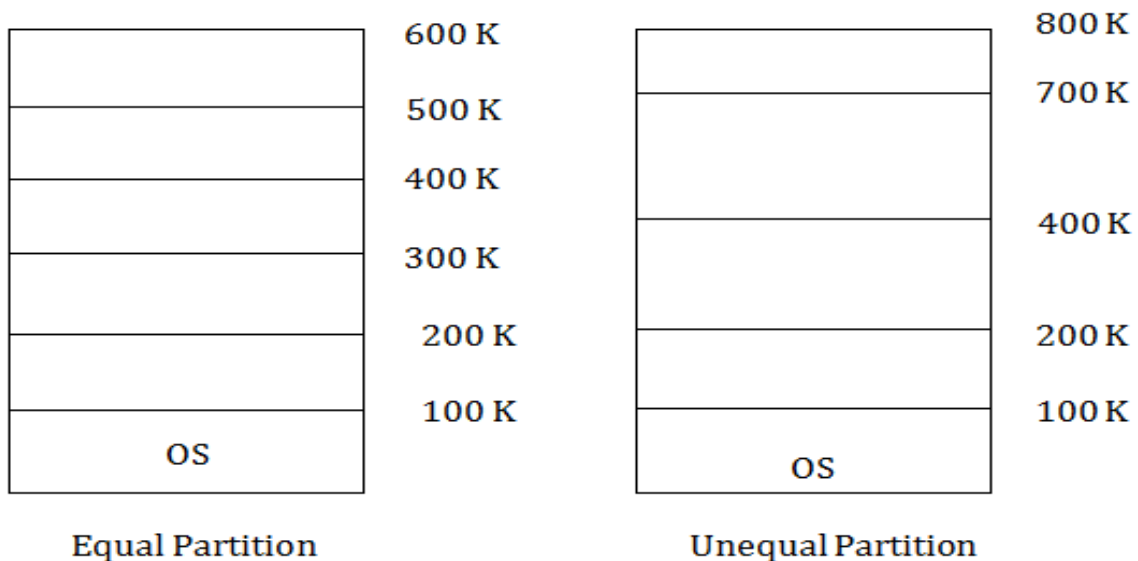 600 K
500 K
400 K
300 K
200 K
100 K
OS
Equal Partition
800 K
700 K
400 K
200 K
100 K
OS
Unequal Partition